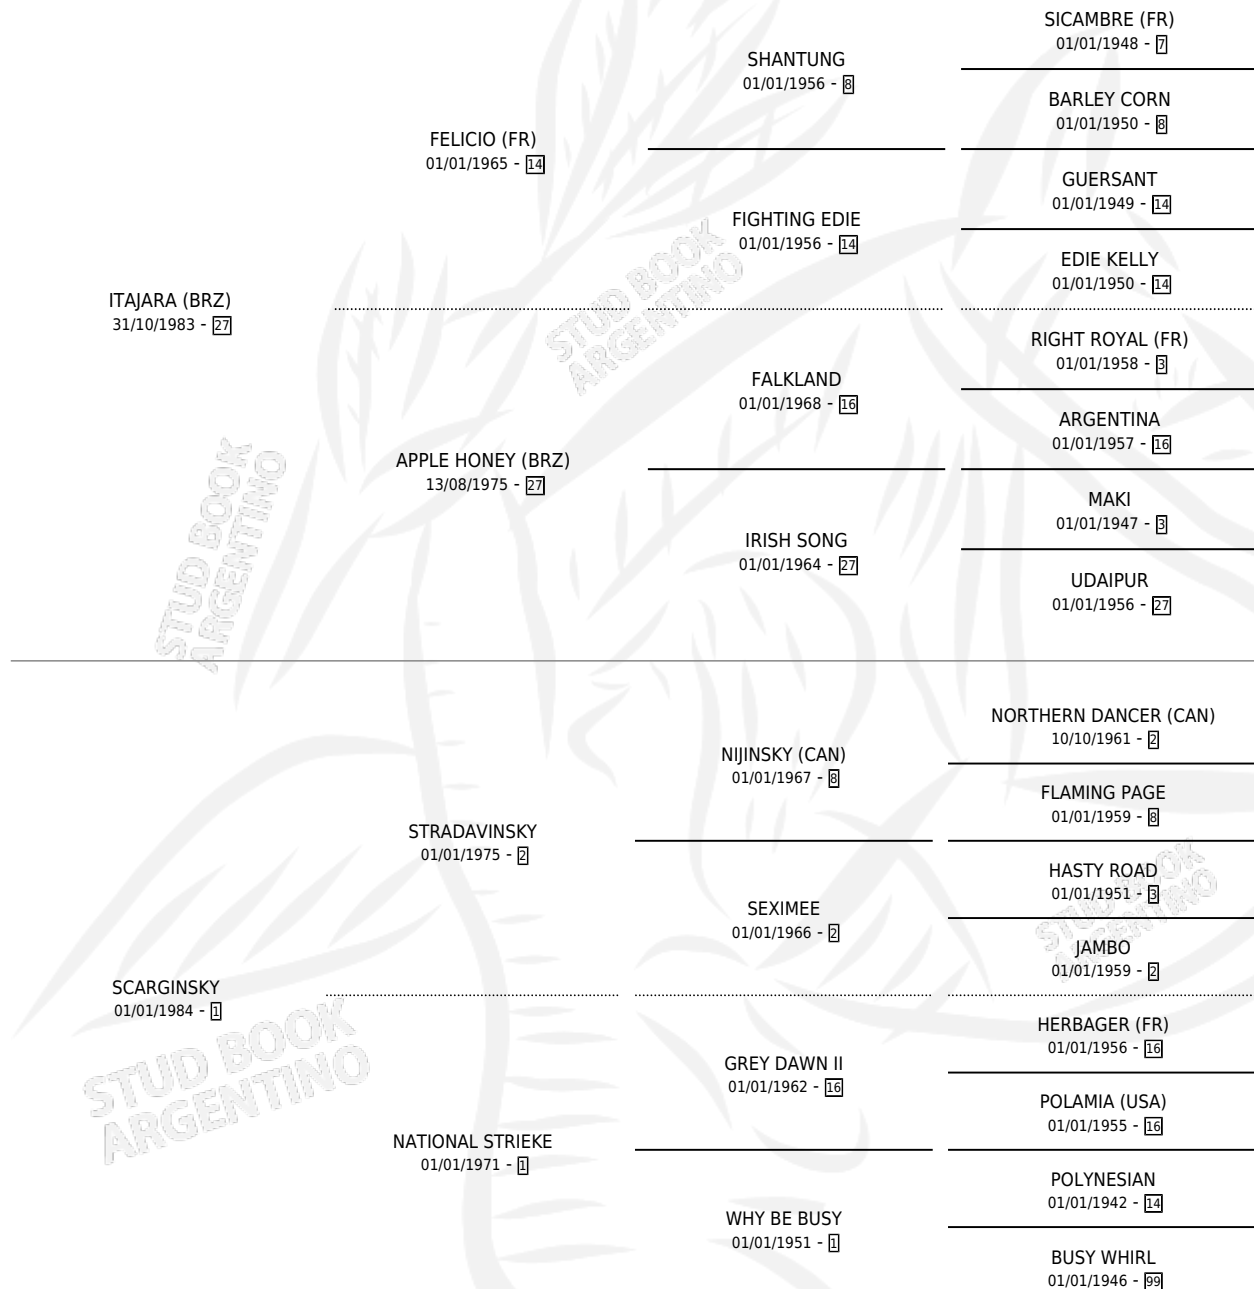 SICAMBRE (FR)
01/01/1948 - 7
SHANTUNG
01/01/1956 - 8
BARLEY CORN
01/01/1950 - 8
FELICIO (FR)
01/01/1965 - 14
GUERSANT
01/01/1949 - 14
FIGHTING EDIE
01/01/1956 - 14
EDIE KELLY
01/01/1950 - 14
ITAJARA (BRZ)
31/10/1983 - 27
RIGHT ROYAL (FR)
01/01/1958 - 3
FALKLAND
01/01/1968 - 16
ARGENTINA
01/01/1957 - 16
APPLE HONEY (BRZ)
13/08/1975 - 27
MAKI
01/01/1947 - 3
IRISH SONG
01/01/1964 - 27
UDAIPUR
01/01/1956 - 27
NORTHERN DANCER (CAN)
10/10/1961 - 2
NIJINSKY (CAN)
01/01/1967 - 8
FLAMING PAGE
01/01/1959 - 8
STRADAVINSKY
01/01/1975 - 2
HASTY ROAD
01/01/1951 - 3
SEXIMEE
01/01/1966 - 2
JAMBO
01/01/1959 - 2
SCARGINSKY
01/01/1984 - 1
HERBAGER (FR)
01/01/1956 - 16
GREY DAWN II
01/01/1962 - 16
POLAMIA (USA)
01/01/1955 - 16
NATIONAL STRIEKE
01/01/1971 - 1
POLYNESIAN
01/01/1942 - 14
WHY BE BUSY
01/01/1951 - 1
BUSY WHIRL
01/01/1946 - 99
STUD BOOK
ARGENTINO
STUD BOOK
ARGENTINO
STUD BOOK
ARGENTINO
STUD BOOK
ARGENTINO